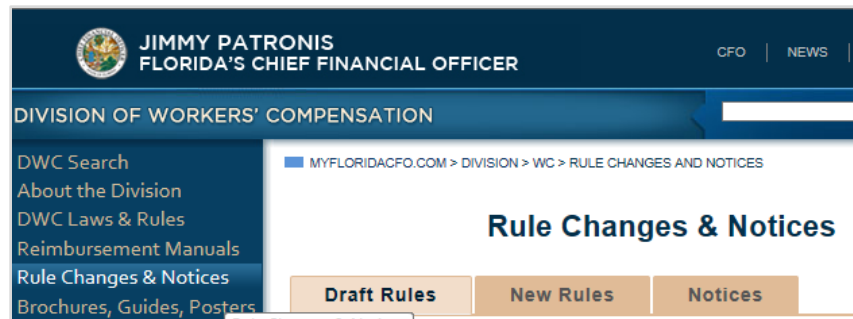 JIMMY PATRONIS
FLORIDA'S CHIEF FINANCIAL OFFICER
CFO | NEWS |
DIVISION OF WORKERS' COMPENSATION
DWC Search
About the Division
DWC Laws & Rules
Reimbursement Manuals
Rule Changes & Notices
Brochures, Guides, Posters
MYFLORIDACFO.COM > DIVISION > WC > RULE CHANGES AND NOTICES
Rule Changes & Notices
Draft Rules
New Rules
Notices